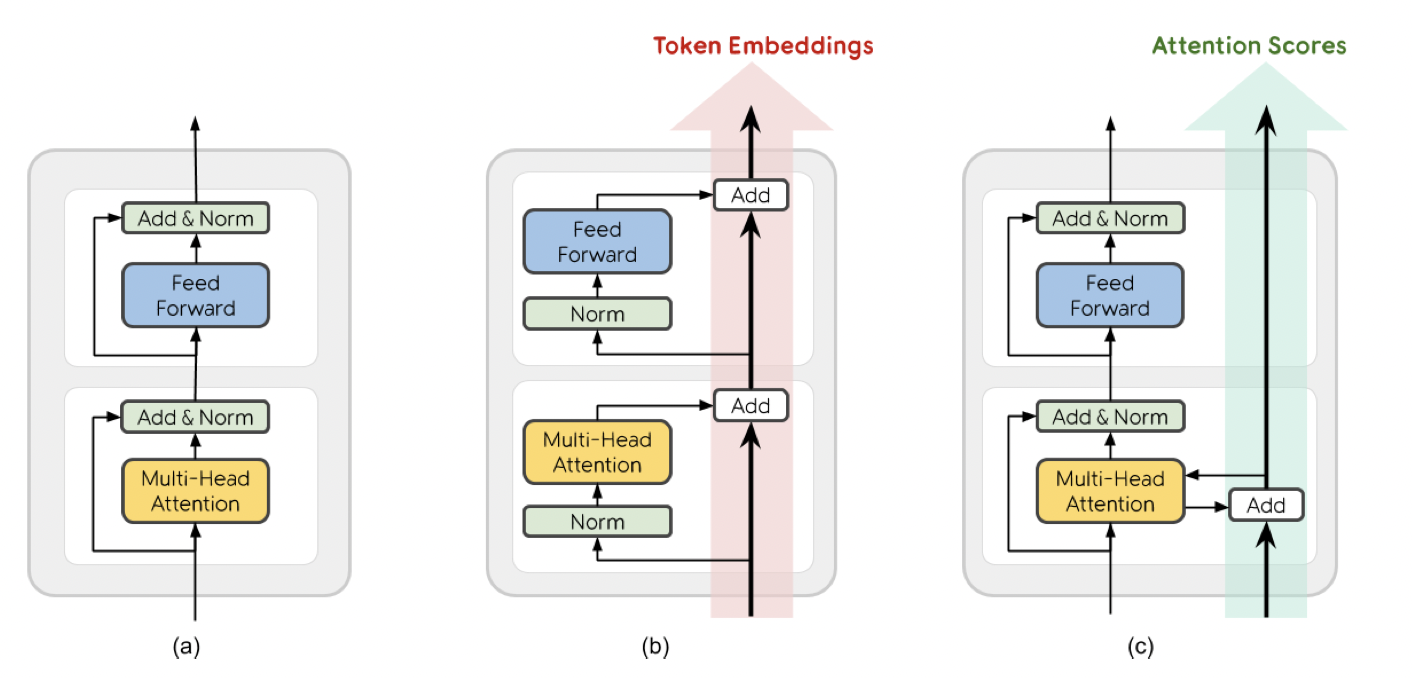 Token Embeddings
Attention Scores
Add & Norm
Feed
Forward
Add & Norm
Multi-Head
Attention
(a)
Add
Feed
Forward
Norm
Add
Multi-Head
Attention
Norm
(b)
Add & Norm
Feed
Forward
Add & Norm
Multi-Head
Attention
Add
(c)